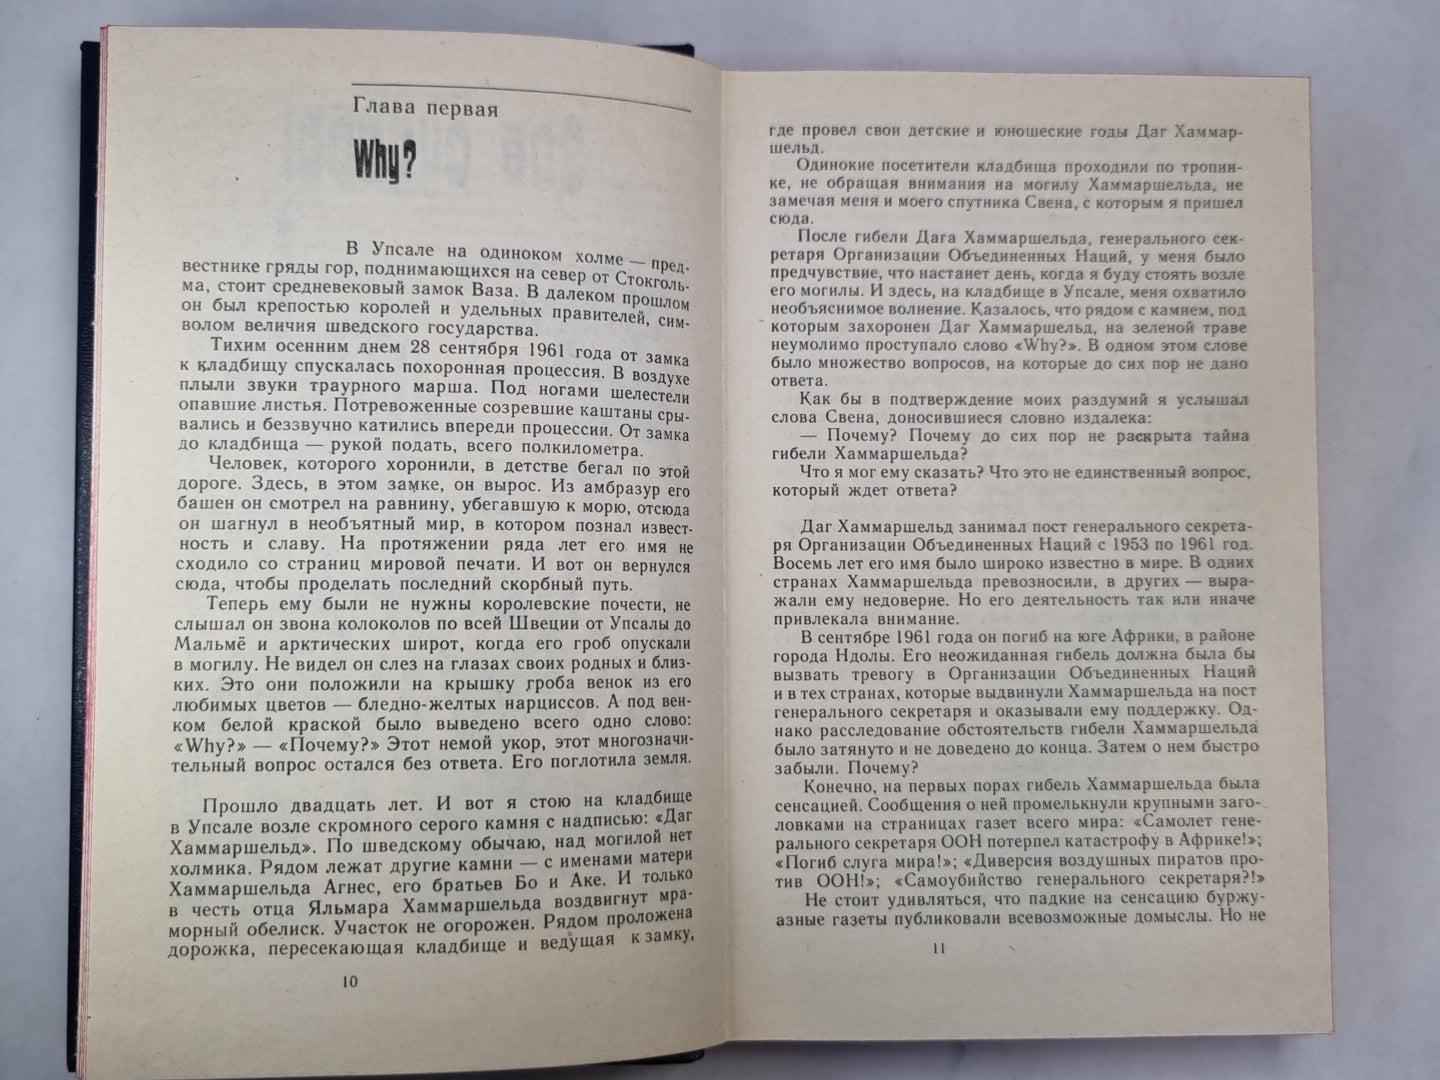 Глава первая
Why?
В Упсале на одиноком холме — пред-
вестнике гряды гор, поднимающихся на север от Стокголь-
ма, стоит средневековый замок Ваза. В далеком прошлом
он был крепостью королей и удельных правителей, сим-
волом величия шведского государства.
Тихим осенним днем 28 сентября 1961 года от замка
к кладбищу спускалась похоронная процессия. В воздухе
плыли звуки траурного марша. Под ногами шелестели
опавшие листья. Потревоженные созревшие каштаны сры-
вались и беззвучно катились впереди процессии. От замка
до кладбища — рукой подать, всего полкилометра.
Человек, которого хоронили, в детстве бегал по этой
дороге. Здесь, в этом замке, он вырос. Из амбразур его
башен он смотрел на равнину, убегавшую к морю, отсюда
он шагнул в необъятный мир, в котором познал извест-
ность и славу. На протяжении ряда лет его имя не
сходило со страниц мировой печати. И вот он вернулся
сюда, чтобы проделать последний скорбный путь.
Теперь ему были не нужны королевские почести, не
слышал он звона колоколов по всей Швеции от Упсалы до
Мальмё и арктических широт, когда его гроб опускали
в могилу. Не видел он слез на глазах своих родных и близ-
ких. Это они положили на крышку гроба венок из его
любимых цветов — бледно-желтых нарциссов. А под вен-
ком белой краской было выведено всего одно слово:
«Why?» — «Почему?» Этот немой укор, этот многозначи-
тельный вопрос остался без ответа. Его поглотила земля.
Прошло двадцать лет. И вот я стою на кладбище
в Упсале возле скромного серого камня с надписью: «Даг
Хаммаршельд». По шведскому обычаю, над могилой нет
холмика. Рядом лежат другие камни — с именами матери
Хаммаршельда Агнес, его братьев Бо и Аке. И только
в честь отца Яльмара Хаммаршельда воздвигнут мра-
морный обелиск. Участок не огорожен. Рядом проложена
дорожка, пересекающая кладбище и ведущая к замку,
10
где провел свои детские и юношеские годы Даг Хаммар-
шельд.
Одинокие посетители кладбища проходили по тропин-
ке, не обращая внимания на могилу Хаммаршельда, не
замечая меня и моего спутника Свена, с которым я пришел
сюда.
После гибели Дага Хаммаршельда, генерального сек-
ретаря Организации Объединенных Наций, у меня было
предчувствие, что настанет день, когда я буду стоять возле
его могилы. И здесь, на кладбище в Упсале, меня охватило
необъяснимое волнение. Казалось, что рядом с камнем, под
которым захоронен Даг Хаммаршельд, на зеленой траве
неумолимо проступало слово «Why?». В одном этом слове
было множество вопросов, на которые до сих пор не дано
ответа.
Как бы в подтверждение моих раздумий я услышал
слова Свена, доносившиеся словно издалека:
— Почему? Почему до сих пор не раскрыта тайна
гибели Хаммаршельда?
Что я мог ему сказать? Что это не единственный вопрос,
который ждет ответа?
Даг Хаммаршельд занимал пост генерального секрета-
ря Организации Объединенных Наций с 1953 по 1961 год.
Восемь лет его имя было широко известно в мире. В одних
странах Хаммаршельда превозносили, в других — выра-
жали ему недоверие. Но его деятельность так или иначе
привлекала внимание.
В сентябре 1961 года он погиб на юге Африки, в районе
города Ндолы. Его неожиданная гибель должна была бы
вызвать тревогу в Организации Объединенных Наций
и в тех странах, которые выдвинули Хаммаршельда на пост
генерального секретаря и оказывали ему поддержку. Од-
нако расследование обстоятельств гибели Хаммаршельда
было затянуто и не доведено до конца. Затем о нем быстро
забыли. Почему?
Конечно, на первых порах гибель Хаммаршельда была
сенсацией. Сообщения о ней промелькнули крупными заго-
ловками на страницах газет всего мира: «Самолет гене-
рального секретаря ООН потерпел катастрофу в Африке!»;
«Погиб слуга мира!»; «Диверсия воздушных пиратов про-
тив ООН!»; «Самоубийство генерального секретаря?!»
Не стоит удивляться, что падкие на сенсацию буржу-
азные газеты публиковали всевозможные домыслы. Но не
11